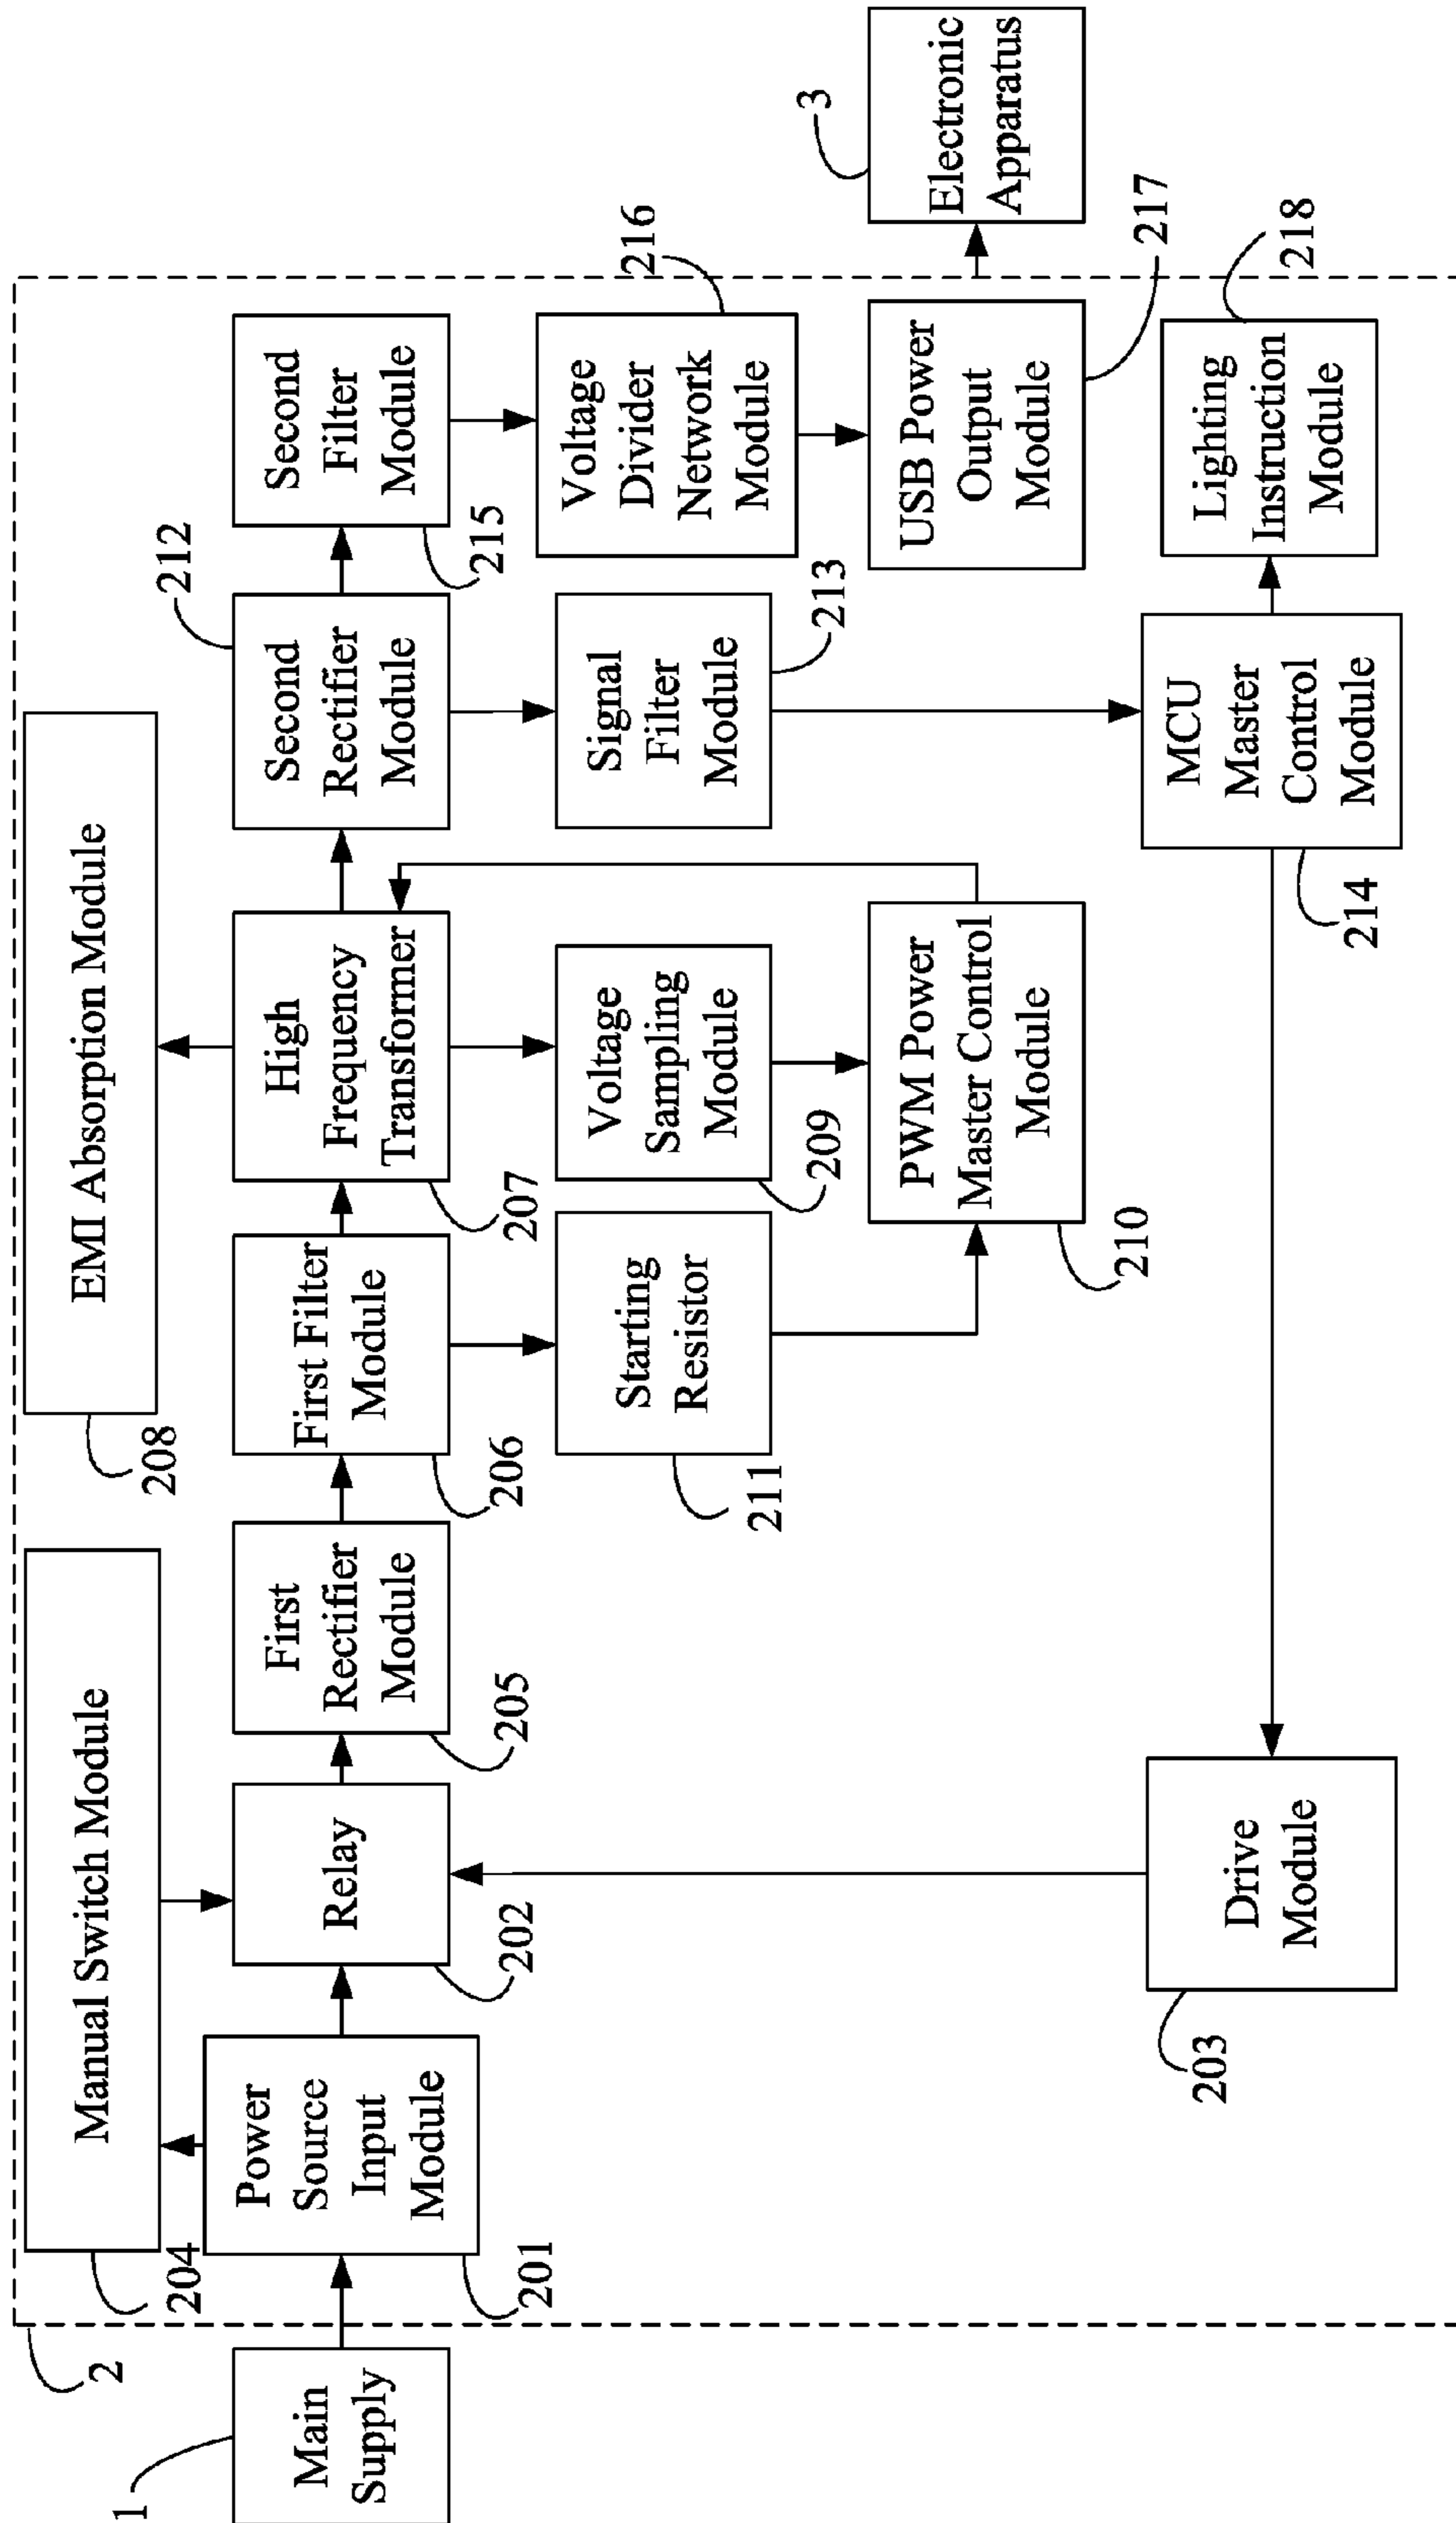 2
Manual Switch Module
204
EMI Absorption Module
208
212
1
Main
Supply
Power
Source
Input
Module
201
Relay
202
First
Rectifier
Module
205
First Filter
Module
206
High
Frequency
Transformer
207
Second
Rectifier
Module
Second
Filter
Module
215
Starting
Resistor
211
Voltage
Sampling
Module
209
Signal
Filter
Module
213
Voltage
Divider
Network
Module
216
PWM Power
Master Control
Module
210
USB Power
Output
Module
217
3
Electronic
Apparatus
Drive
Module
203
MCU
Master
Control
Module
214
Lighting
Instruction
Module
218